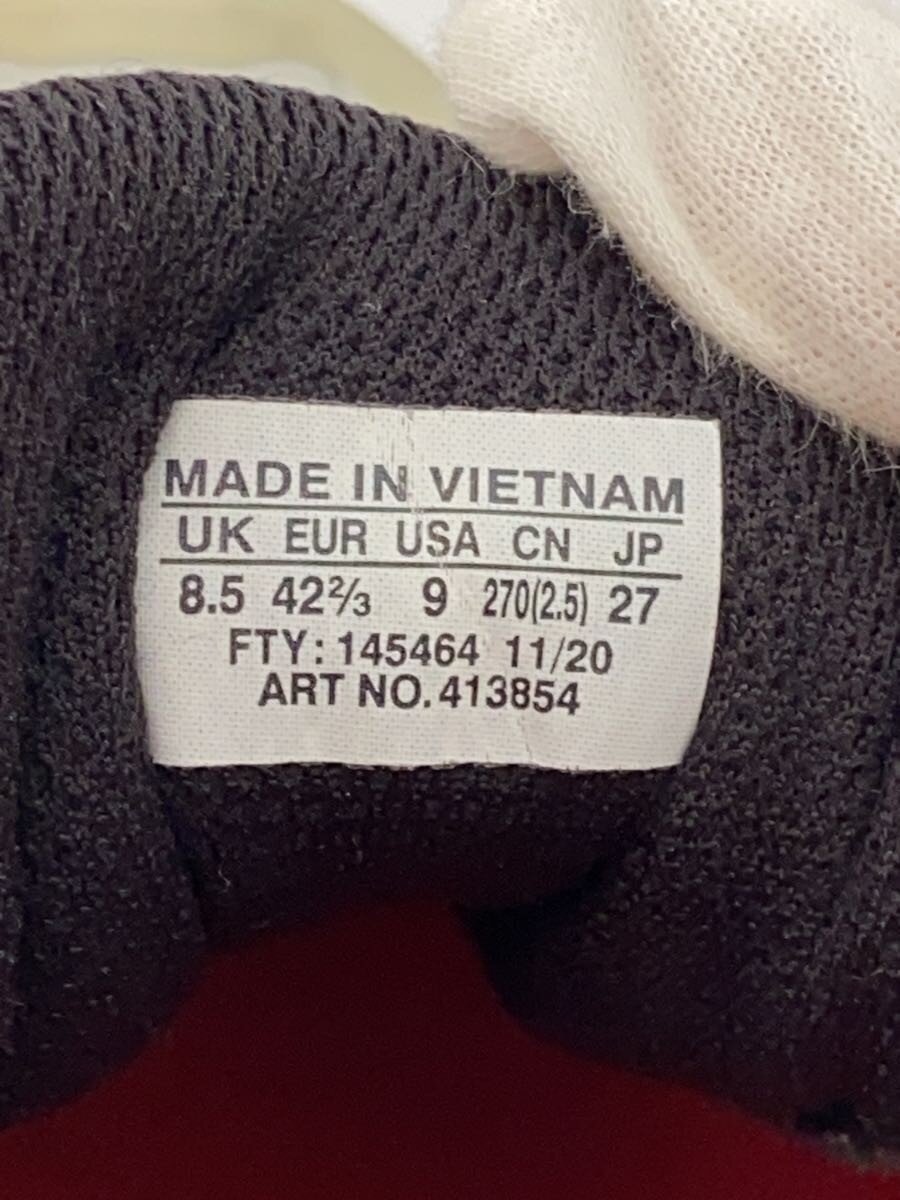 MADE IN VIETNAM
UK EUR USA CN JP
8.5 42⅔ 9 270(2.5) 27
FTY: 145464 11/20
ART NO. 413854